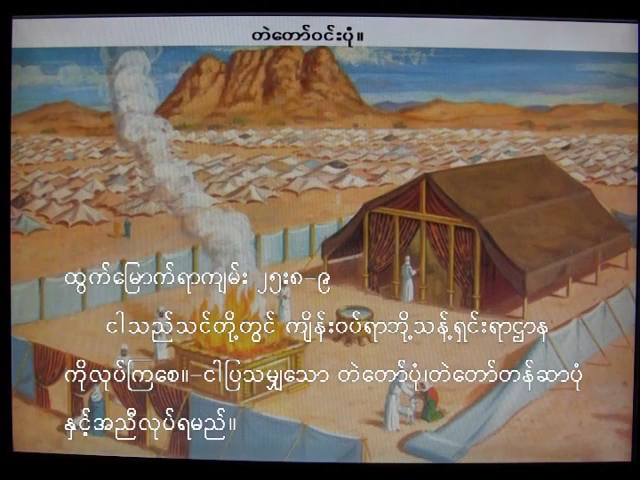 တဲတော်ဝင်းပုံ။
ထွက်မြောက်ရာကျမ်း ၂၅း၈-၉
ငါသည်သင်တို့တွင် ကျိန်းဝပ်ရာဘို့သန့်ရှင်းရာဌာန
ကိုလုပ်ကြစေ။-ငါပြသမျှသော တဲတော်ပုံ၊တဲတော်တန်ဆာပုံ
နှင့်အညီလုပ်ရမည်။